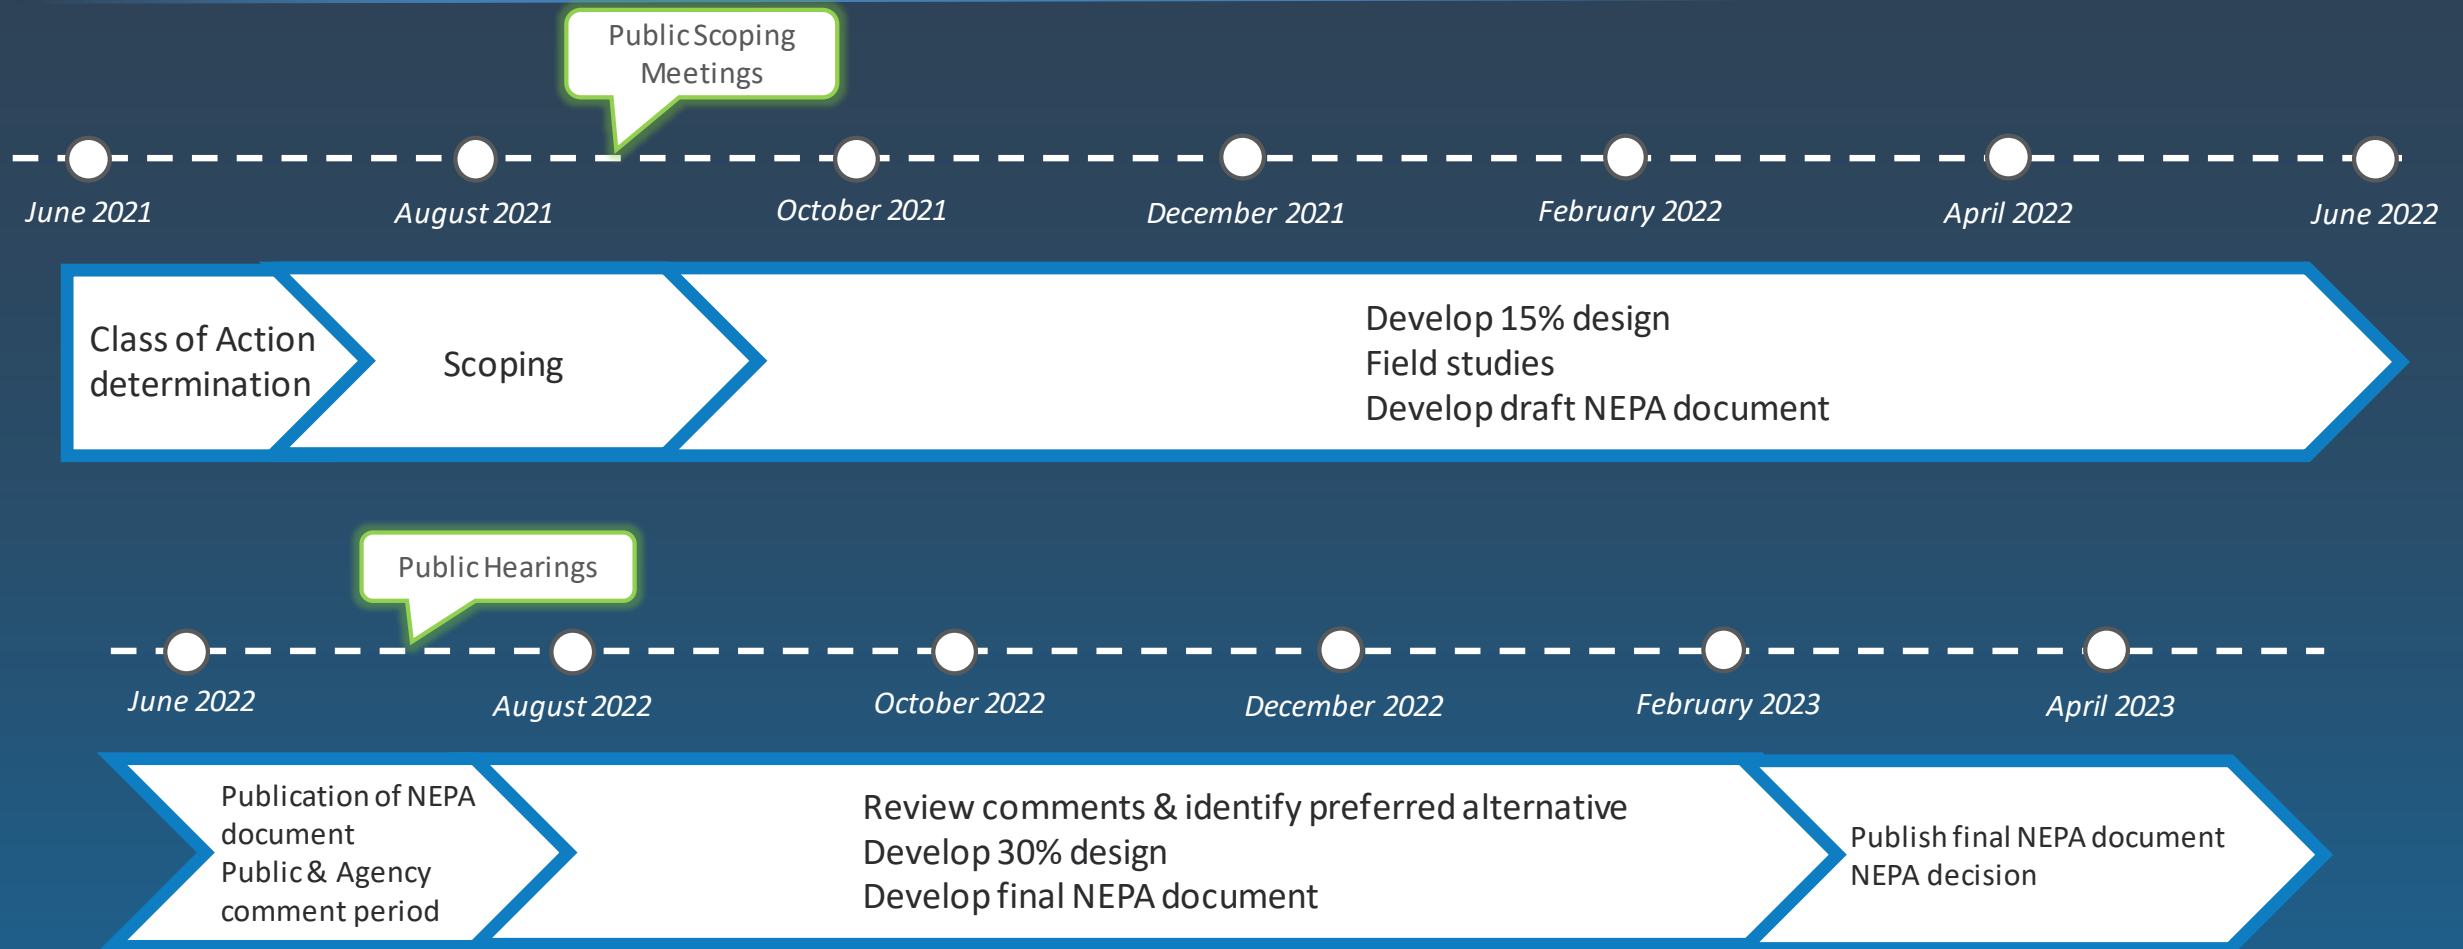 Public Scoping
Meetings
June 2021
August 2021
October 2021
December 2021
February 2022
April 2022
June 2022
Class of Action
determination
Scoping
Develop 15% design
Field studies
Develop draft NEPA document
Public Hearings
June 2022
August 2022
October 2022
December 2022
February 2023
April 2023
Publication of NEPA
document
Public & Agency
comment period
Review comments & identify preferred alternative
Develop 30% design
Develop final NEPA document
Publish final NEPA document
NEPA decision